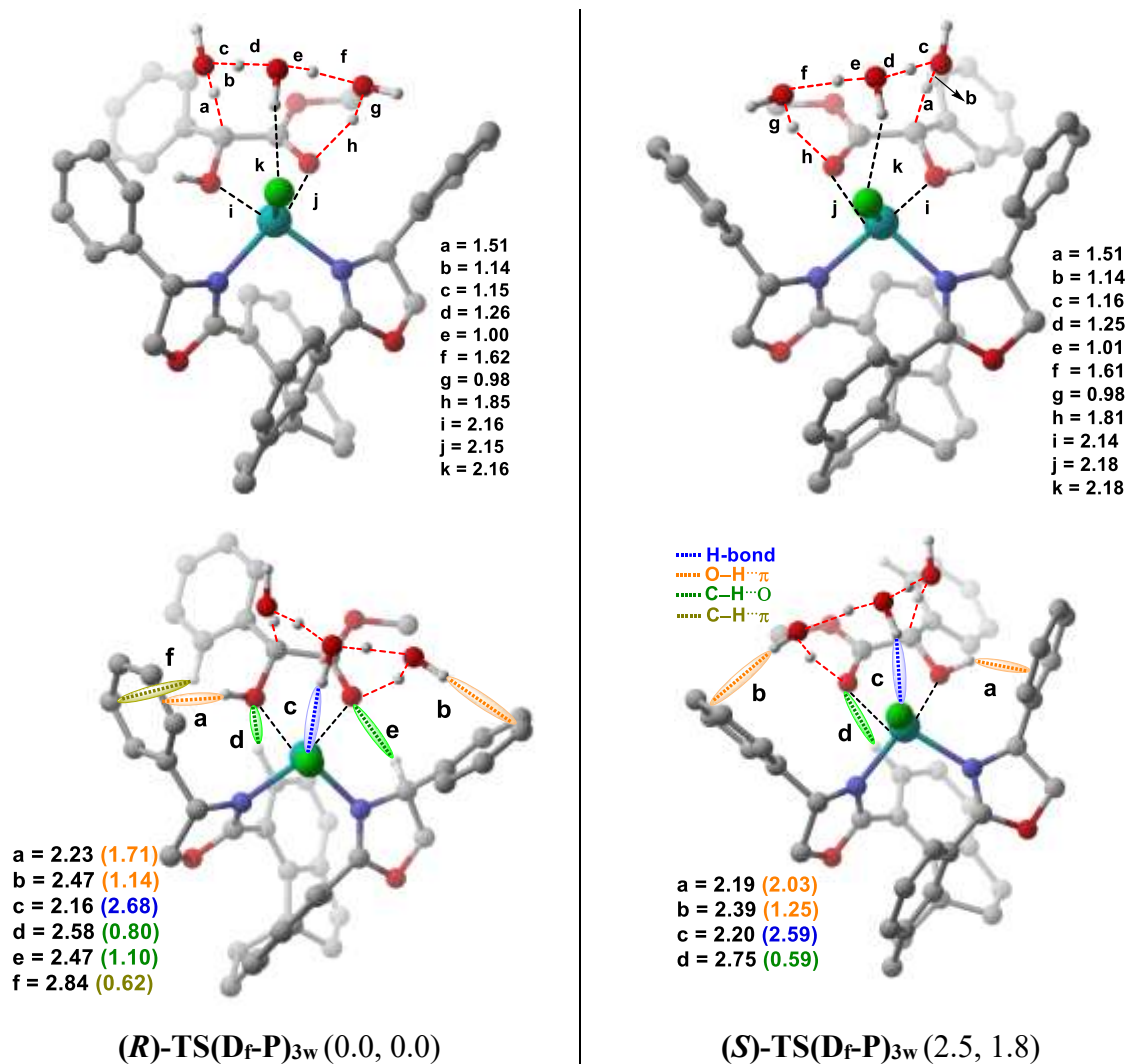 c d e f
b
a g
h
k
i j
a = 1.51
b = 1.14
c = 1.15
d = 1.26
e = 1.00
f = 1.62
g = 0.98
h = 1.85
i = 2.16
j = 2.15
k = 2.16
f e d c
a b
g
h k
j i
a = 1.51
b = 1.14
c = 1.16
d = 1.25
e = 1.01
f = 1.61
g = 0.98
h = 1.81
i = 2.14
j = 2.18
k = 2.18
f
a c b
d e
a = 2.23 (1.71)
b = 2.47 (1.14)
c = 2.16 (2.68)
d = 2.58 (0.80)
e = 2.47 (1.10)
f = 2.84 (0.62)
(R)-TS(Df-P)3w (0.0, 0.0)
H-bond
O–H···π
C–H···O
C–H···π
b c a
d
a = 2.19 (2.03)
b = 2.39 (1.25)
c = 2.20 (2.59)
d = 2.75 (0.59)
(S)-TS(Df-P)3w (2.5, 1.8)